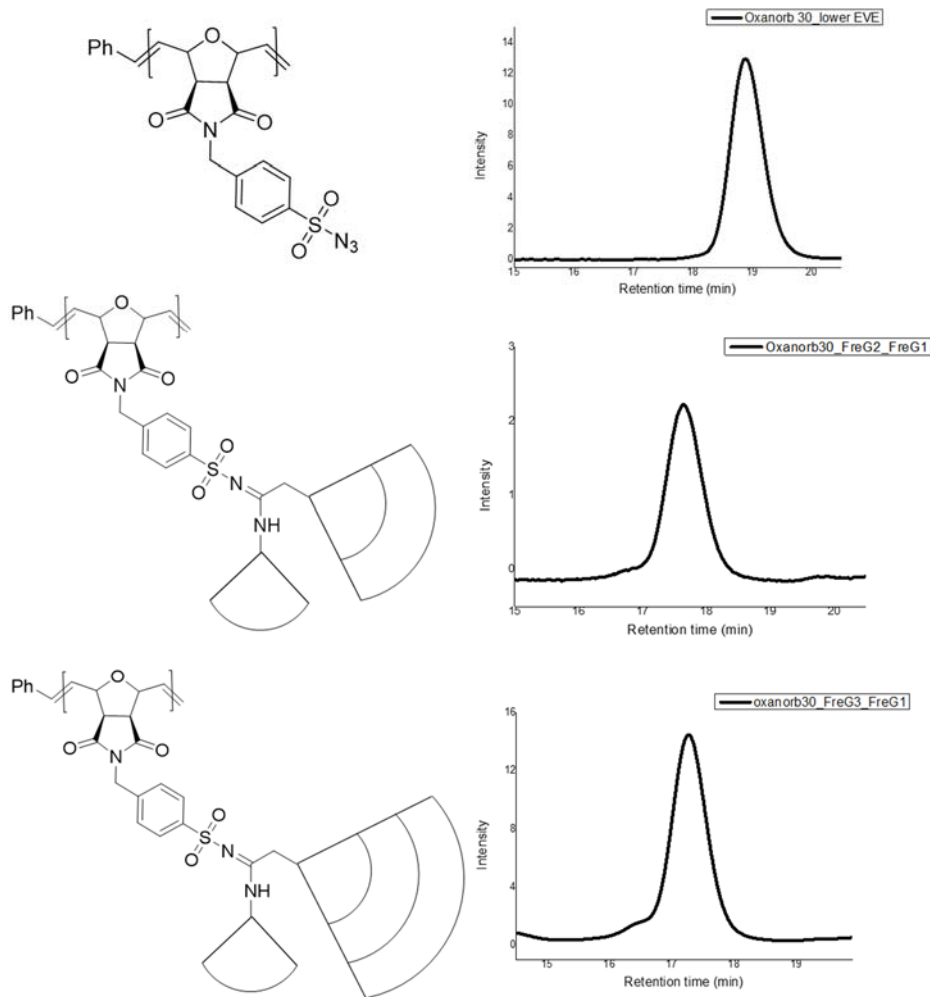 Ph
O
O
N
O
O
S
O
N3
Oxanorb 30_lower EVE
14
12
10
8
6
4
2
0
Intensity
15 16 17 18 19 20
Retention time (min)
Ph
O
O
N
O
O
S
O
N
NH
Oxanorb30_FreG2_FreG1
3
2
1
0
Intensity
15 16 17 18 19 20
Retention time (min)
Ph
O
O
N
O
O
S
O
N
NH
oxanorb30_FreG3_FreG1
16
12
8
4
0
Intensity
15 16 17 18 19
Retention time (min)